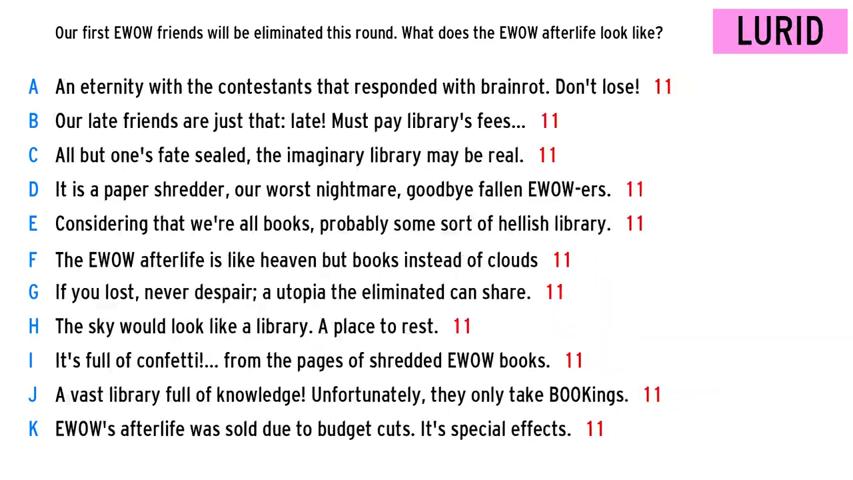 Our first EWOW friends will be eliminated this round. What does the EWOW afterlife look like?
LURID
A An eternity with the contestants that responded with brainrot. Don't lose! 11
B Our late friends are just that: late! Must pay library's fees... 11
C All but one's fate sealed, the imaginary library may be real. 11
D It is a paper shredder, our worst nightmare, goodbye fallen EWOW-ers. 11
E Considering that we're all books, probably some sort of hellish library. 11
F The EWOW afterlife is like heaven but books instead of clouds 11
G If you lost, never despair; a utopia the eliminated can share. 11
H The sky would look like a library. A place to rest. 11
I It's full of confetti!... from the pages of shredded EWOW books. 11
J A vast library full of knowledge! Unfortunately, they only take BOOKings. 11
K EWOW's afterlife was sold due to budget cuts. It's special effects. 11